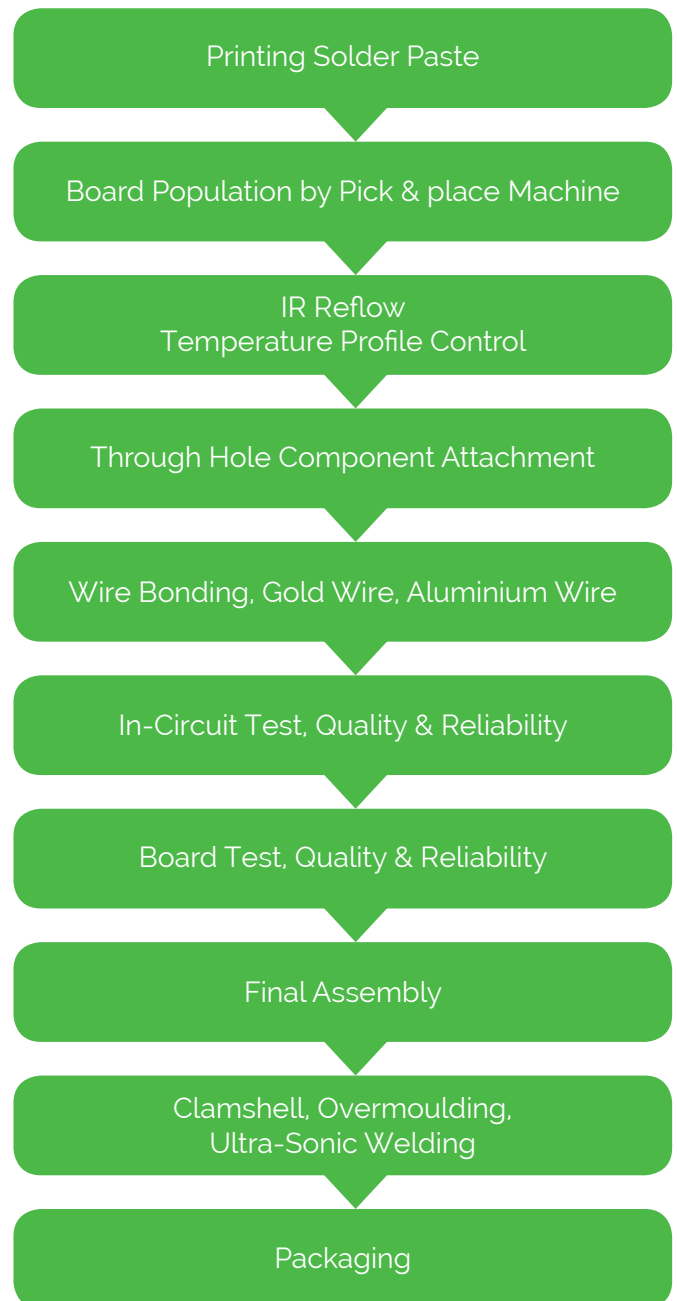 Printing Solder Paste
Board Population by Pick & place Machine
IR Reflow
Temperature Profile Control
Through Hole Component Attachment
Wire Bonding, Gold Wire, Aluminium Wire
In-Circuit Test, Quality & Reliability
Board Test, Quality & Reliability
Final Assembly
Clamshell, Overmoulding,
Ultra-Sonic Welding
Packaging